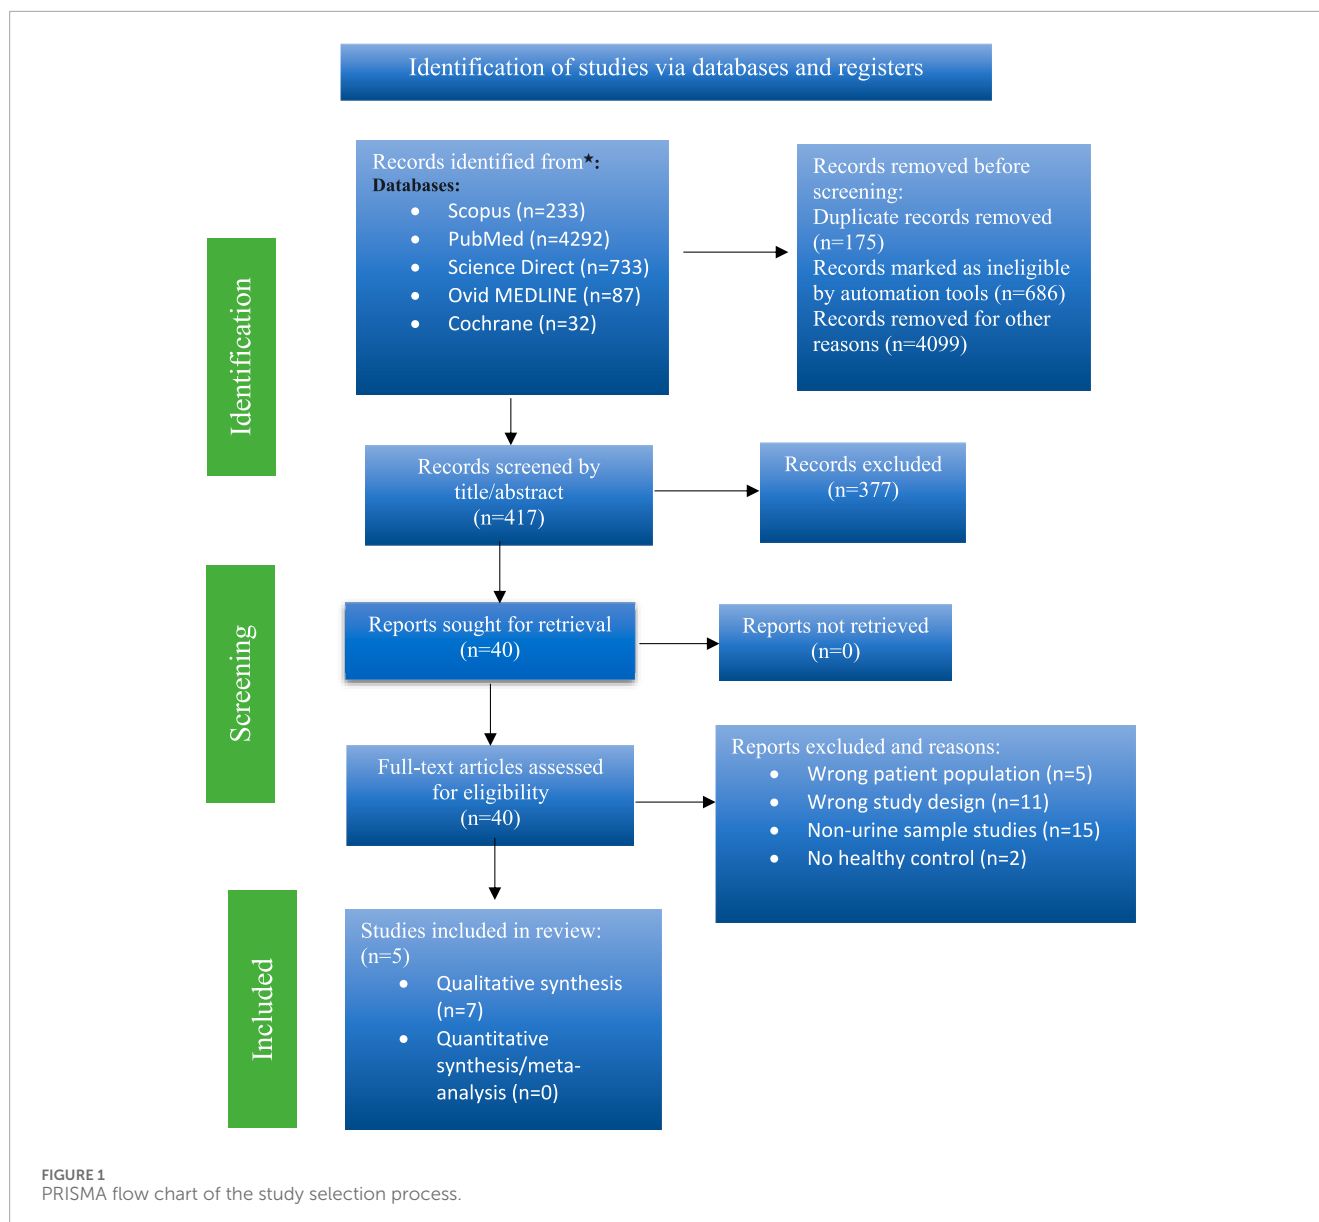 Identification of studies via databases and registers
Records identified from★:
Databases:
• Scopus (n=233)
• PubMed (n=4292)
• Science Direct (n=733)
• Ovid MEDLINE (n=87)
• Cochrane (n=32)
Records removed before
screening:
Duplicate records removed
(n=175)
Records marked as ineligible
by automation tools (n=686)
Records removed for other
reasons (n=4099)
Identification
Records screened by
title/abstract
(n=417)
Records excluded
(n=377)
Screening
Reports sought for retrieval
(n=40)
Reports not retrieved
(n=0)
Full-text articles assessed
for eligibility
(n=40)
Reports excluded and reasons:
• Wrong patient population (n=5)
• Wrong study design (n=11)
• Non-urine sample studies (n=15)
• No healthy control (n=2)
Included
Studies included in review:
(n=5)
• Qualitative synthesis
(n=7)
• Quantitative
synthesis/meta-
analysis (n=0)
FIGURE 1
PRISMA flow chart of the study selection process.